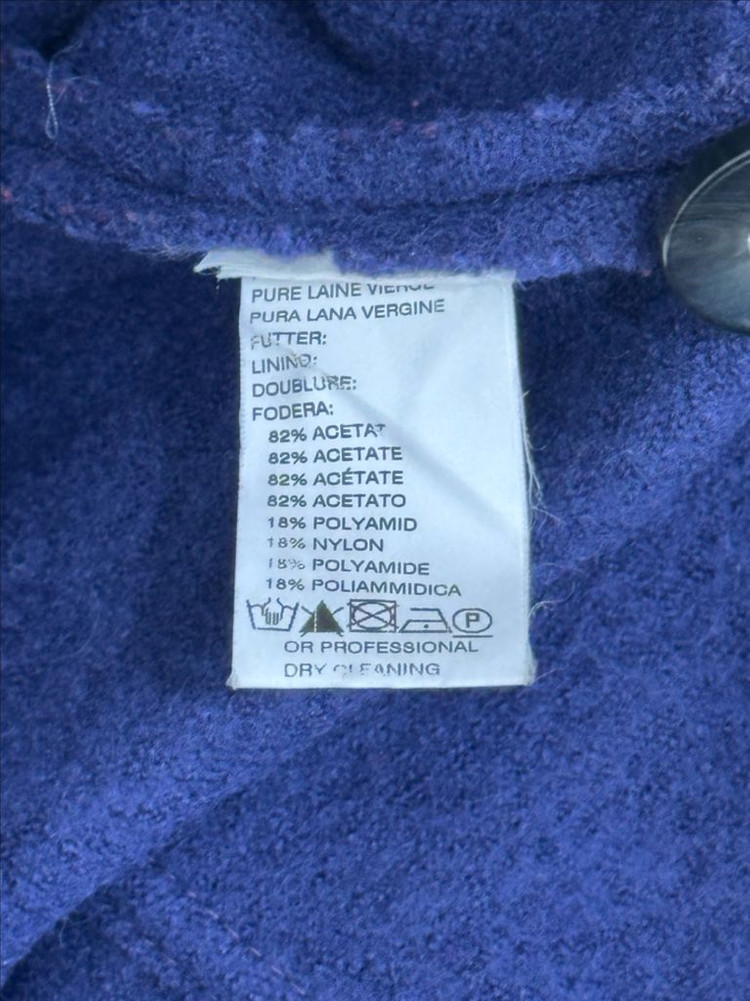 PURE LAINE VIERGE
PURA LANA VERGINE
FUTTER:
LINING:
DOUBLURE:
FODERA:
82% ACETAT
82% ACETATE
82% ACÉTATE
82% ACETATO
18% POLYAMID
18% NYLON
18% POLYAMIDE
18% POLIAMMIDICA
P
OR PROFESSIONAL
DRY CLEANING